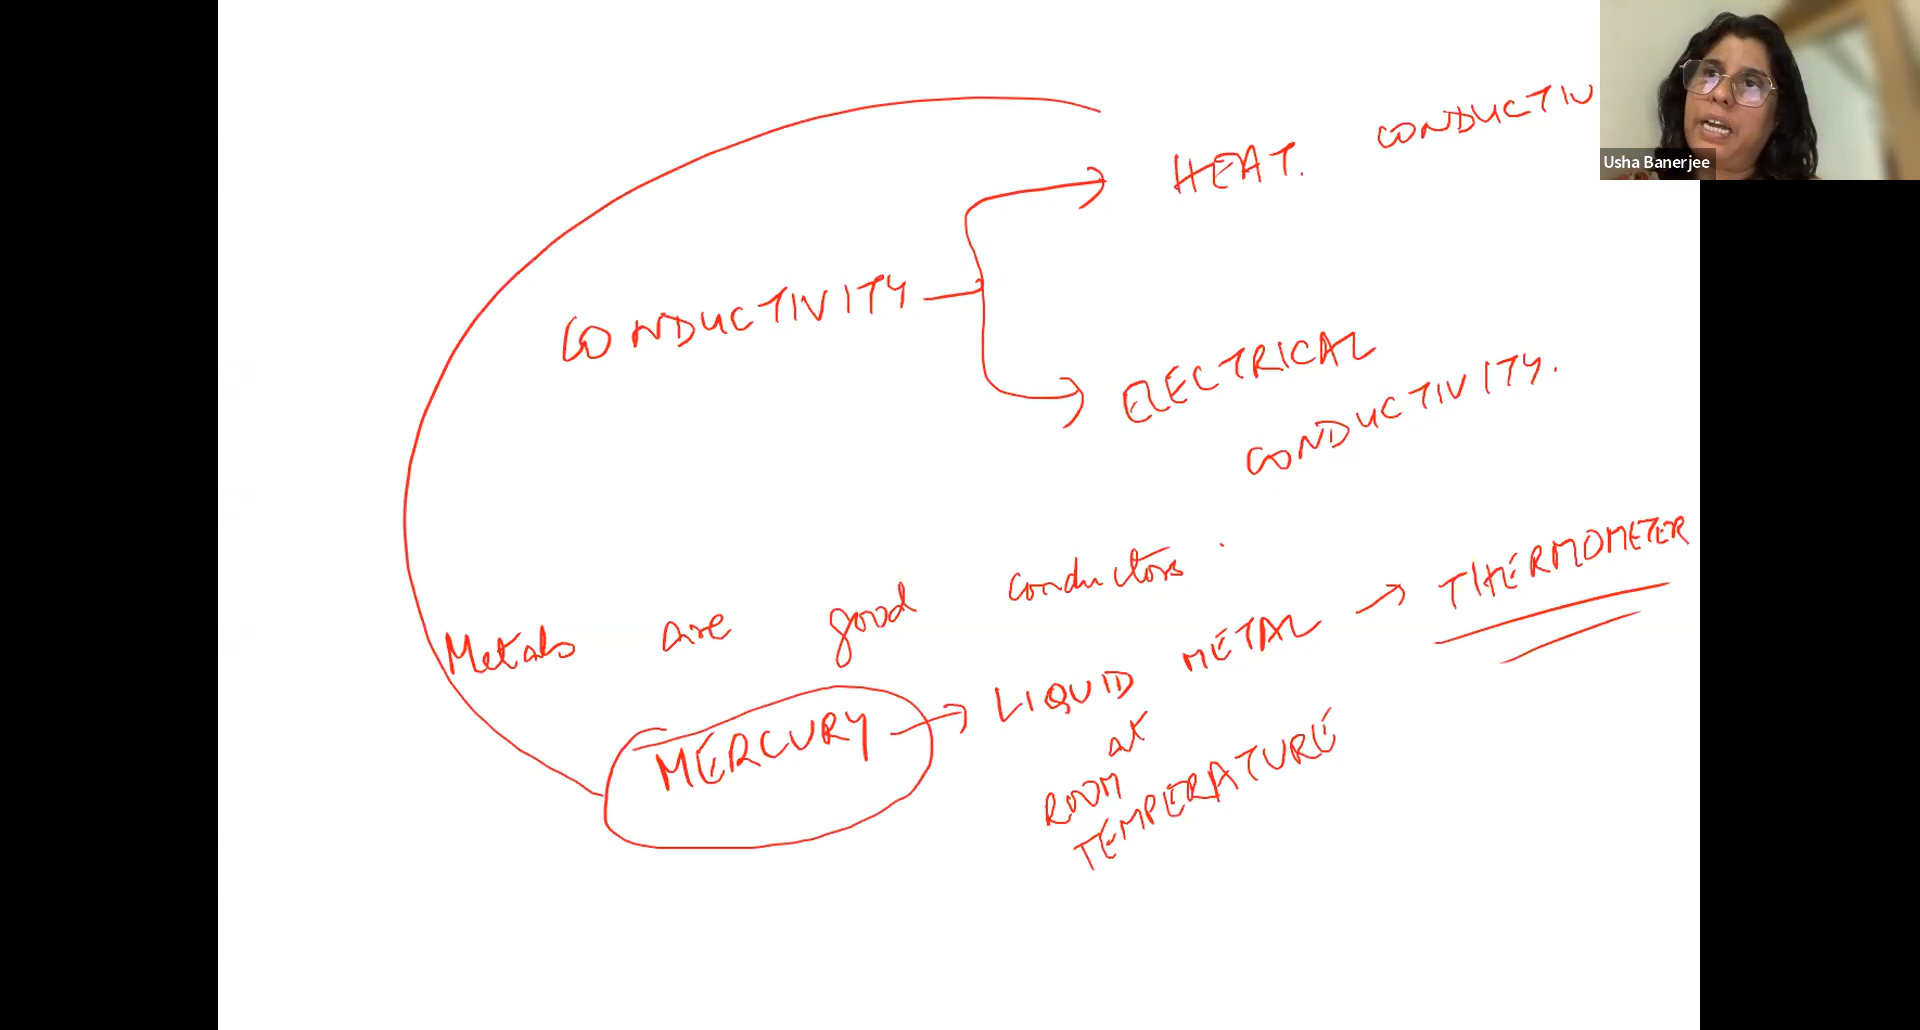 HEAT. CONDUCTIV
Usha Banerjee
CONDUCTIVITY
ELECTRICAL
CONDUCTIVITY.
Metals are good conductors.
MERCURY → LIQUID METAL → THERMOMETER
at
ROOM
TEMPERATURE